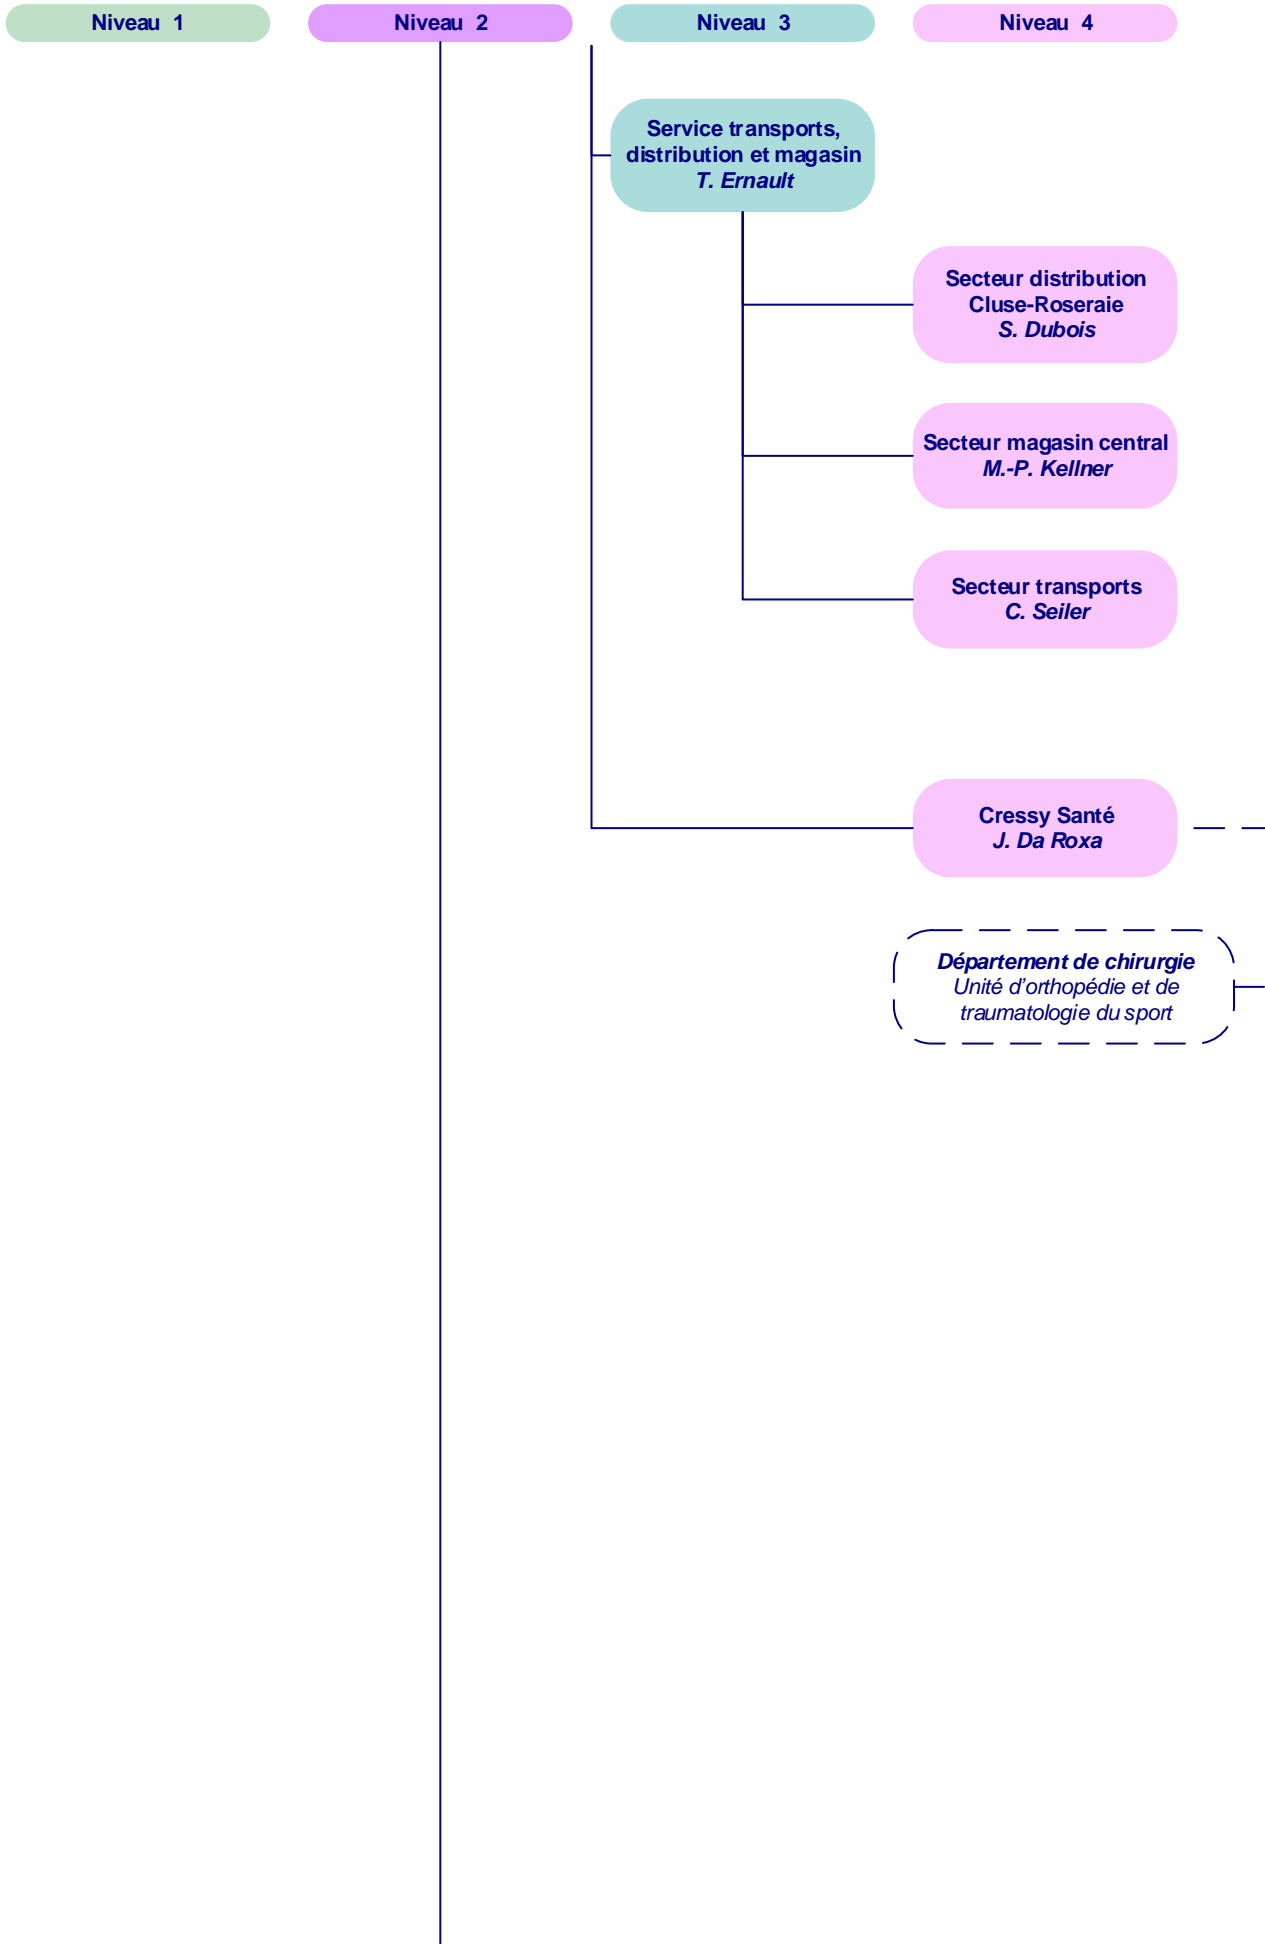 Niveau 1
Niveau 2
Niveau 3
Niveau 4
Service transports,
distribution et magasin
T. Ernault
Secteur distribution
Cluse-Roseraie
S. Dubois
Secteur magasin central
M.-P. Kellner
Secteur transports
C. Seiler
Cressy Santé
J. Da Roxa
Département de chirurgie
Unité d'orthopédie et de
traumatologie du sport